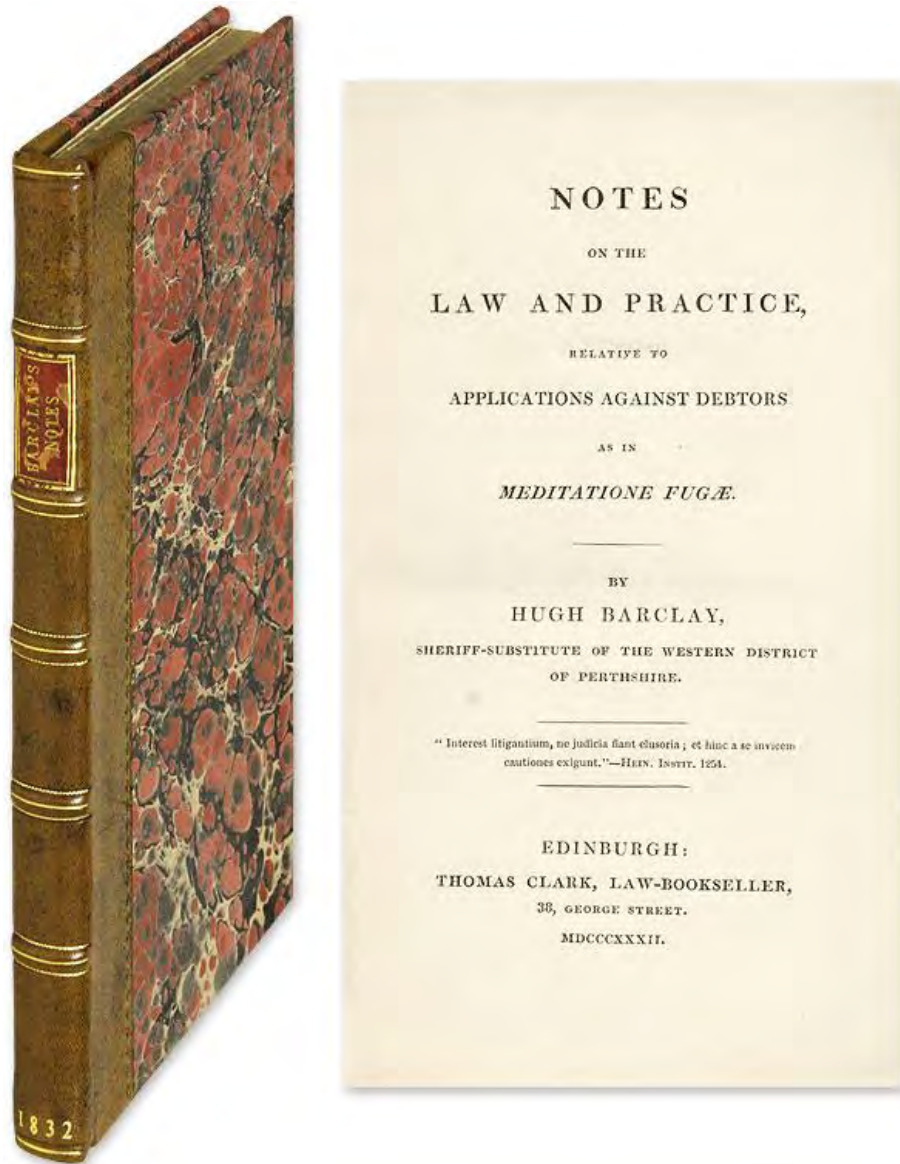 BARCLAY'S
NOTES
1832
NOTES
ON THE
LAW AND PRACTICE,
RELATIVE TO
APPLICATIONS AGAINST DEBTORS
AS IN
MEDITATIONE FUGÆ.
BY
HUGH BARCLAY,
SHERIFF-SUBSTITUTE OF THE WESTERN DISTRICT
OF PERTHSHIRE.
" Interest litigantium, ne judicia fiant elusoria ; et hinc a se invicem
cautiones exigunt."—HEIN. INSTIT. 1254.
EDINBURGH:
THOMAS CLARK, LAW-BOOKSELLER,
38, GEORGE STREET.
MDCCCXXXII.